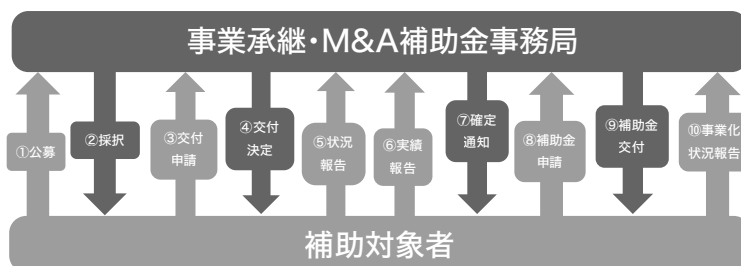 事業承継・M&A補助金事務局
①公募
②採択
③交付
申請
④交付
決定
⑤状況
報告
⑥実績
報告
⑦確定
通知
⑧補助金
申請
⑨補助金
交付
⑩事業化
状況報告
補助対象者